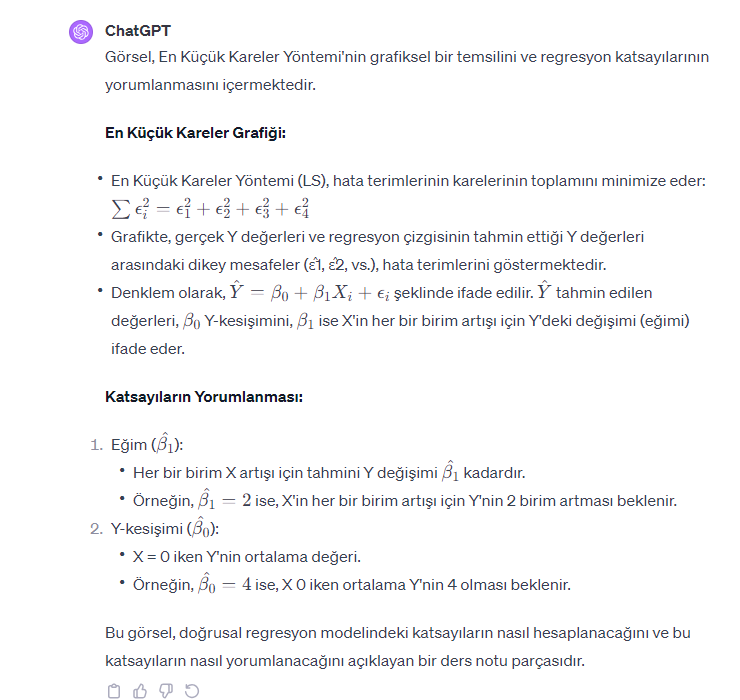 ChatGPT
Görsel, En Küçük Kareler Yöntemi'nin grafiksel bir temsilini ve regresyon katsayılarının
yorumlanmasını içermektedir.
En Küçük Kareler Grafiği:
• En Küçük Kareler Yöntemi (LS), hata terimlerinin karelerinin toplamını minimize eder:
∑ ϵᵢ² = ϵ₁² + ϵ₂² + ϵ₃² + ϵ₄²
• Grafikte, gerçek Y değerleri ve regresyon çizgisinin tahmin ettiği Y değerleri
arasındaki dikey mesafeler (ε̂1, ε̂2, vs.), hata terimlerini göstermektedir.
• Denklem olarak, Ŷ = β₀ + β₁Xᵢ + ϵᵢ şeklinde ifade edilir. Ŷ tahmin edilen
değerleri, β₀ Y-kesişimini, β₁ ise X'in her bir birim artışı için Y'deki değişimi (eğimi)
ifade eder.
Katsayıların Yorumlanması:
1. Eğim (β̂₁):
• Her bir birim X artışı için tahmini Y değişimi β̂₁ kadardır.
• Örneğin, β̂₁ = 2 ise, X'in her bir birim artışı için Y'nin 2 birim artması beklenir.
2. Y-kesişimi (β̂₀):
• X = 0 iken Y'nin ortalama değeri.
• Örneğin, β̂₀ = 4 ise, X 0 iken ortalama Y'nin 4 olması beklenir.
Bu görsel, doğrusal regresyon modelindeki katsayıların nasıl hesaplanacağını ve bu
katsayıların nasıl yorumlanacağını açıklayan bir ders notu parçasıdır.